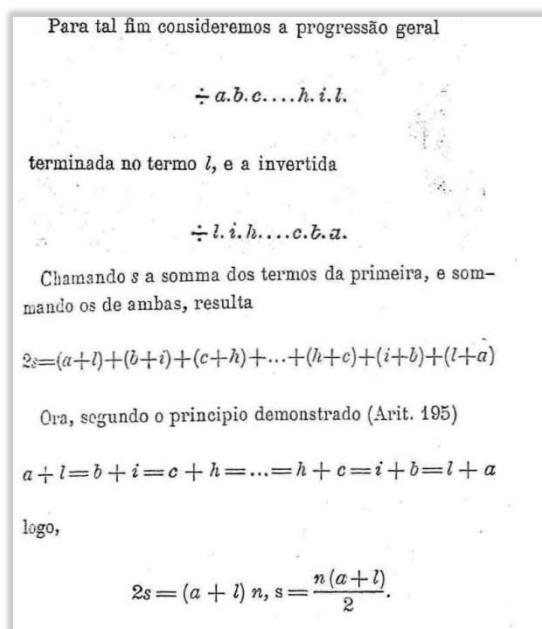 Para tal fim consideremos a progressão geral
÷ a.b.c....h.i.l.
terminada no termo l, e a invertida
÷ l.i.h....c.b.a.
Chamando s a somma dos termos da primeira, e som-
mando os de ambas, resulta
2s=(a+l)+(b+i)+(c+h)+...+(h+c)+(i+b)+(l+a)
Ora, segundo o principio demonstrado (Arit. 195)
a+l=b+i=c+h=...=h+c=i+b=l+a
logo,
2s=(a+l) n, s=n(a+l)/2.